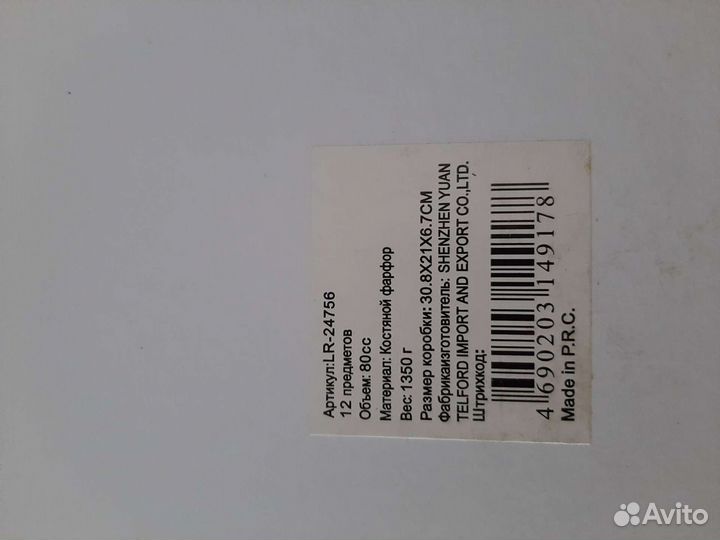 Артикул:LR-24756
12 предметов
Объем: 80cc
Материал: Костяной фарфор
Вес: 1350 г
Размер коробки: 30.8X21X6.7CM
Фабрикаизготовитель: SHENZHEN YUAN
TELFORD IMPORT AND EXPORT CO.,LTD.
Штрихкод:
4 690203 149178
Made in P.R.C.
Avito